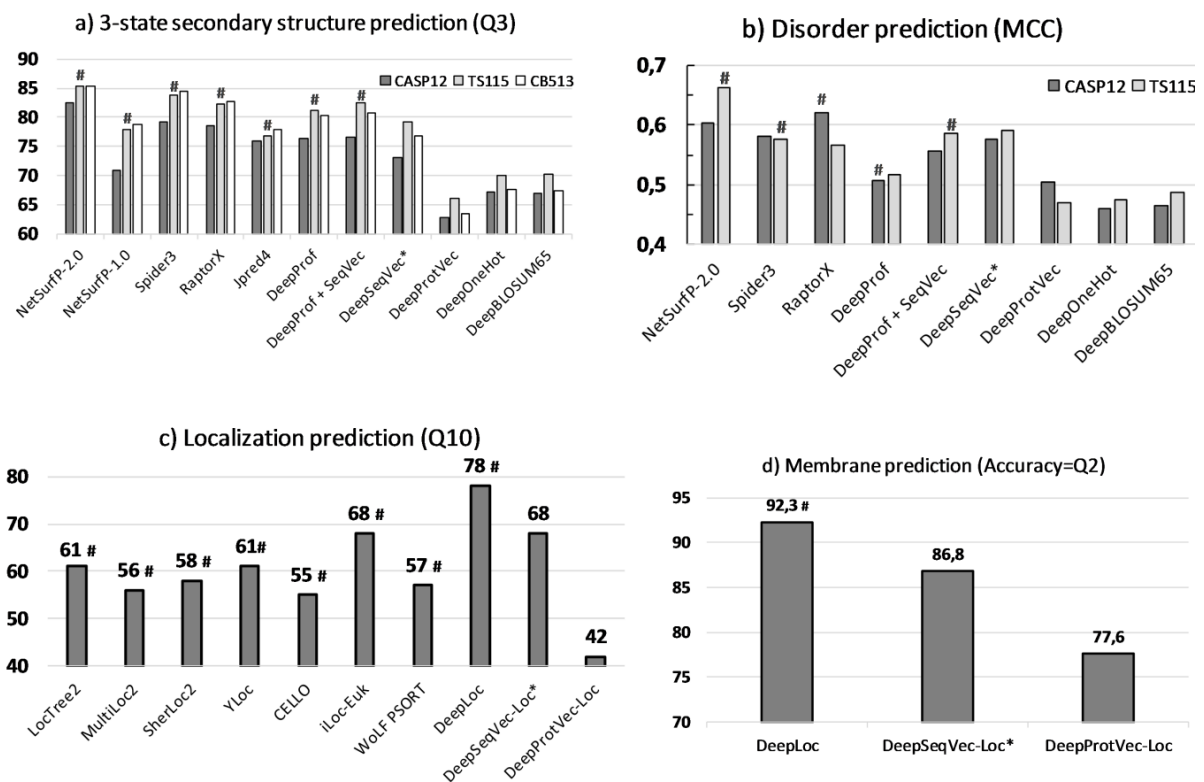 a) 3-state secondary structure prediction (Q3)
90
85
80
75
70
65
60
CASP12 TS115 CB513
# # # # # # #
NetSurfP-2.0
NetSurfP-1.0
Spider3
RaptorX
Jpred4
DeepProf
DeepProf + SeqVec
DeepSeqVec*
DeepProtVec
DeepOneHot
DeepBLOSUM65
b) Disorder prediction (MCC)
0,7
0,6
0,5
0,4
CASP12 TS115
# # # # #
NetSurfP-2.0
Spider3
RaptorX
DeepProf
DeepProf + SeqVec
DeepSeqVec*
DeepProtVec
DeepOneHot
DeepBLOSUM65
c) Localization prediction (Q10)
80
70
60
50
40
61 #
56 #
58 #
61#
55 #
68 #
57 #
78 #
68
42
LocTree2
MultiLoc2
SherLoc2
YLoc
CELLO
iLoc-Euk
WoLF PSORT
DeepLoc
DeepSeqVec-Loc*
DeepProtVec-Loc
d) Membrane prediction (Accuracy=Q2)
95
90
85
80
75
70
92,3 #
86,8
77,6
DeepLoc
DeepSeqVec-Loc*
DeepProtVec-Loc